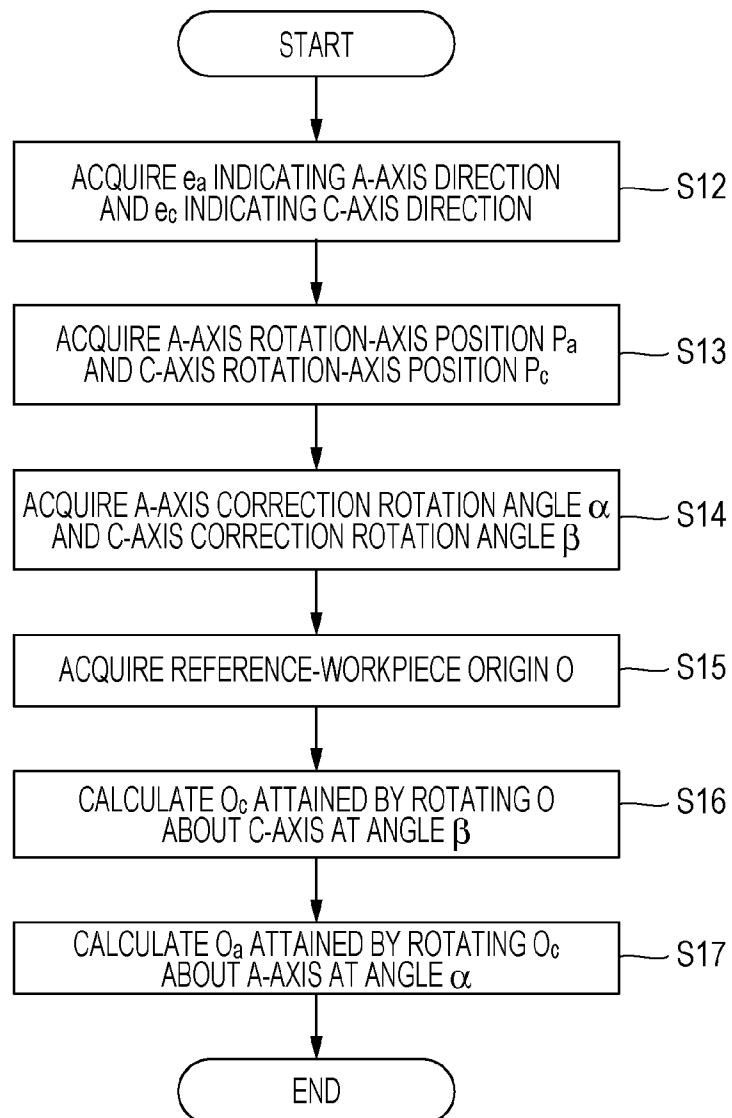 START
ACQUIRE ea INDICATING A-AXIS DIRECTION
AND ec INDICATING C-AXIS DIRECTION
S12
ACQUIRE A-AXIS ROTATION-AXIS POSITION Pa
AND C-AXIS ROTATION-AXIS POSITION Pc
S13
ACQUIRE A-AXIS CORRECTION ROTATION ANGLE α
AND C-AXIS CORRECTION ROTATION ANGLE β
S14
ACQUIRE REFERENCE-WORKPIECE ORIGIN O
S15
CALCULATE Oc ATTAINED BY ROTATING O
ABOUT C-AXIS AT ANGLE β
S16
CALCULATE Oa ATTAINED BY ROTATING Oc
ABOUT A-AXIS AT ANGLE α
S17
END